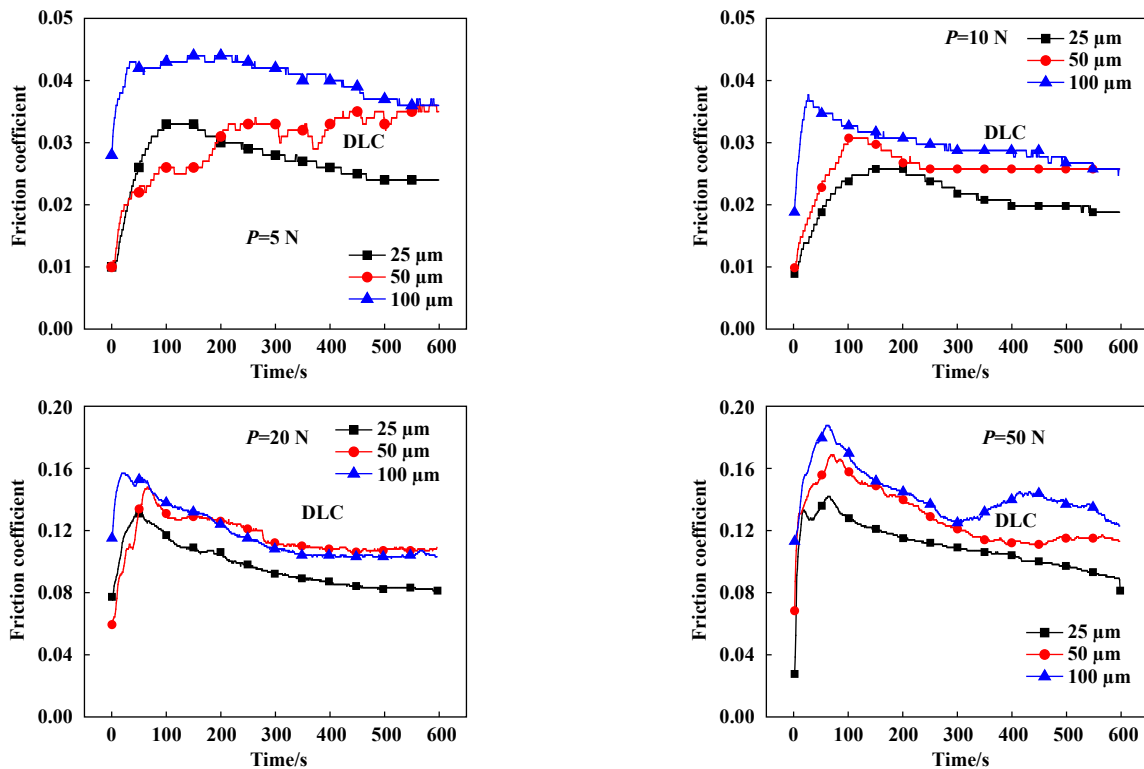 0.05
0.04
0.03
0.02
0.01
0.00
Friction coefficient
DLC
P=5 N
25 µm
50 µm
100 µm
0 100 200 300 400 500 600
Time/s
0.05
0.04
0.03
0.02
0.01
0.00
Friction coefficient
P=10 N
25 µm
50 µm
100 µm
DLC
0 100 200 300 400 500 600
Time/s
0.20
0.16
0.12
0.08
0.04
0.00
Friction coefficient
P=20 N
25 µm
50 µm
100 µm
DLC
0 100 200 300 400 500 600
Time/s
0.20
0.16
0.12
0.08
0.04
0.00
Friction coefficient
P=50 N
DLC
25 µm
50 µm
100 µm
0 100 200 300 400 500 600
Time/s